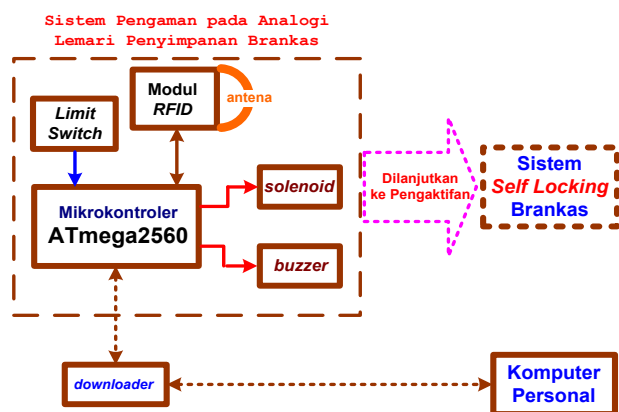 Sistem Pengaman pada Analogi
Lemari Penyimpanan Brankas
Limit
Switch
Modul
RFID
antena
Mikrokontroler
ATmega2560
solenoid
buzzer
Dilanjutkan
ke Pengaktifan
Sistem
Self Locking
Brankas
downloader
Komputer
Personal